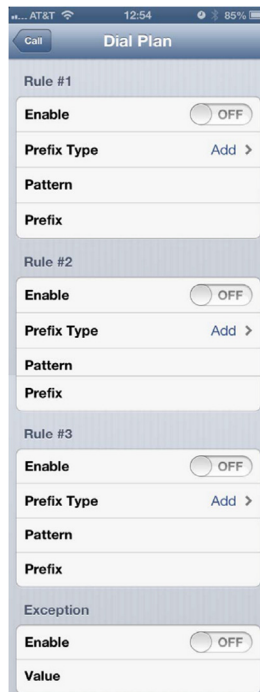 ... AT&T 12:54 85%
Call Dial Plan
Rule #1
Enable OFF
Prefix Type Add >
Pattern
Prefix
Rule #2
Enable OFF
Prefix Type Add >
Pattern
Prefix
Rule #3
Enable OFF
Prefix Type Add >
Pattern
Prefix
Exception
Enable OFF
Value